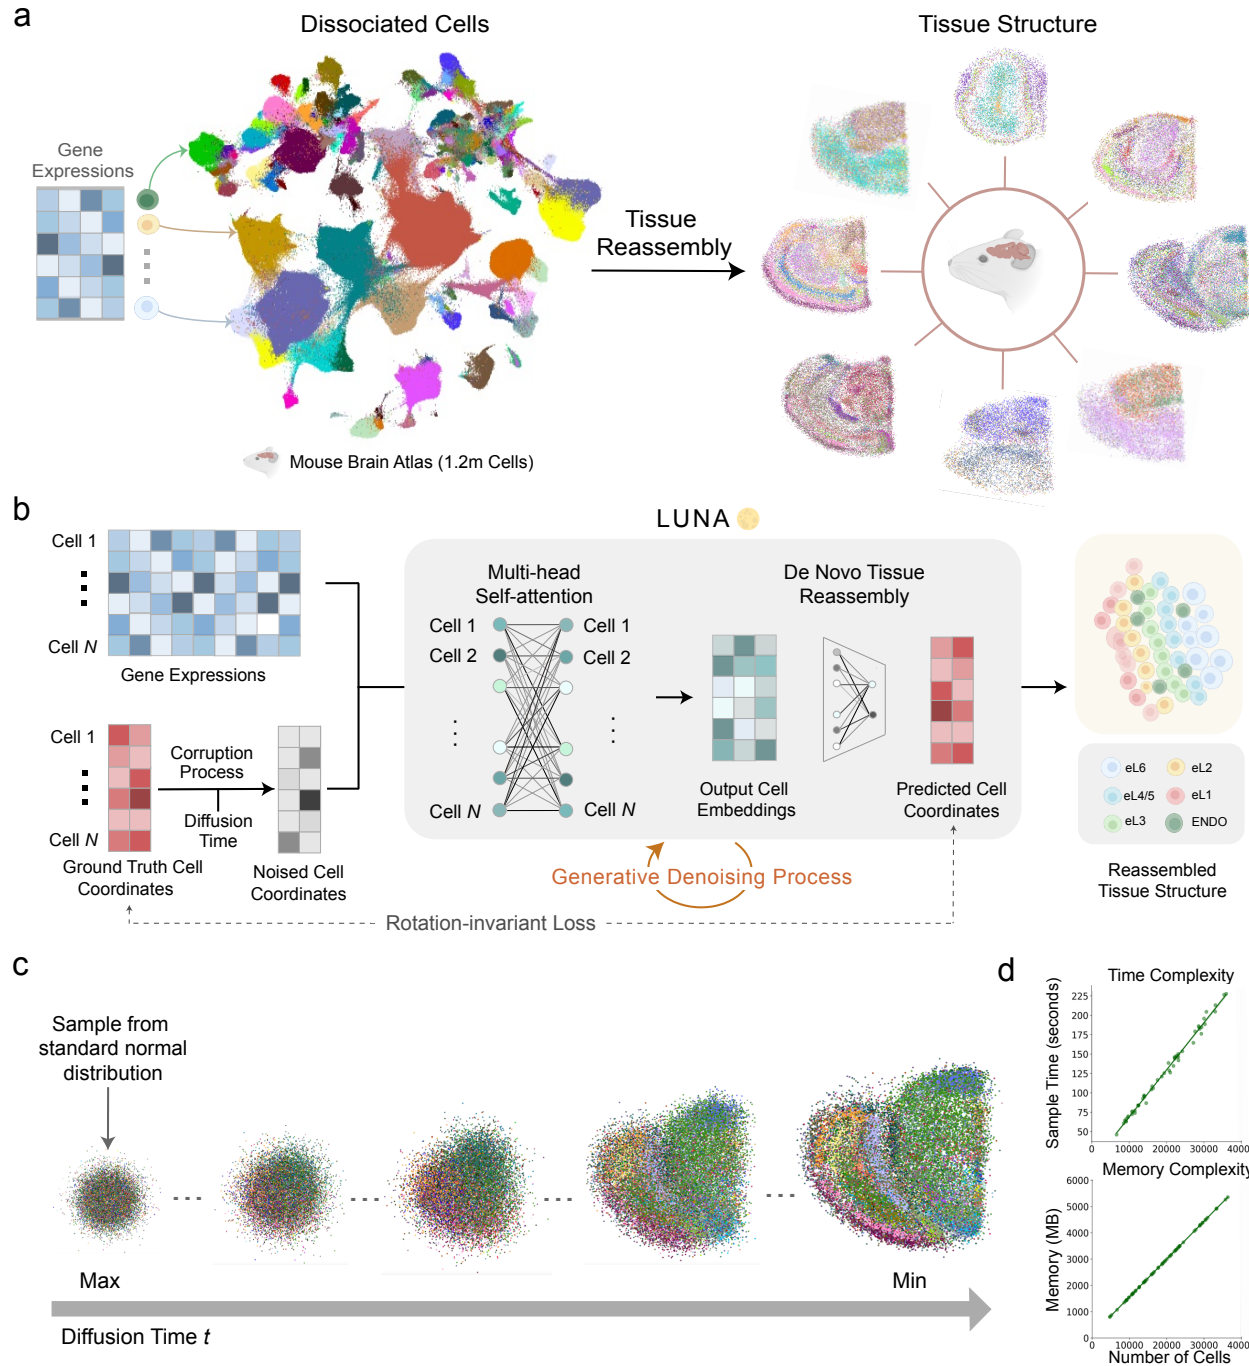 a
Dissociated Cells
Tissue Structure
Gene
Expressions
Tissue
Reassembly
Mouse Brain Atlas (1.2m Cells)
b
LUNA
Cell 1
Cell N
Gene Expressions
Cell 1
Cell N
Corruption
Process
Diffusion
Time
Ground Truth Cell
Coordinates
Noised Cell
Coordinates
Multi-head
Self-attention
Cell 1
Cell 2
Cell N
Cell 1
Cell 2
Cell N
De Novo Tissue
Reassembly
Output Cell
Embeddings
Predicted Cell
Coordinates
Generative Denoising Process
Rotation-invariant Loss
eL6
eL2
eL4/5
eL1
eL3
ENDO
Reassembled
Tissue Structure
c
Sample from
standard normal
distribution
Max
Min
Diffusion Time t
d
Time Complexity
Sample Time (seconds)
225
200
175
150
125
100
75
50
10000 20000 30000 4000
Memory Complexity
Memory (MB)
6000
5000
4000
3000
2000
1000
0
10000 20000 30000 4000
Number of Cells